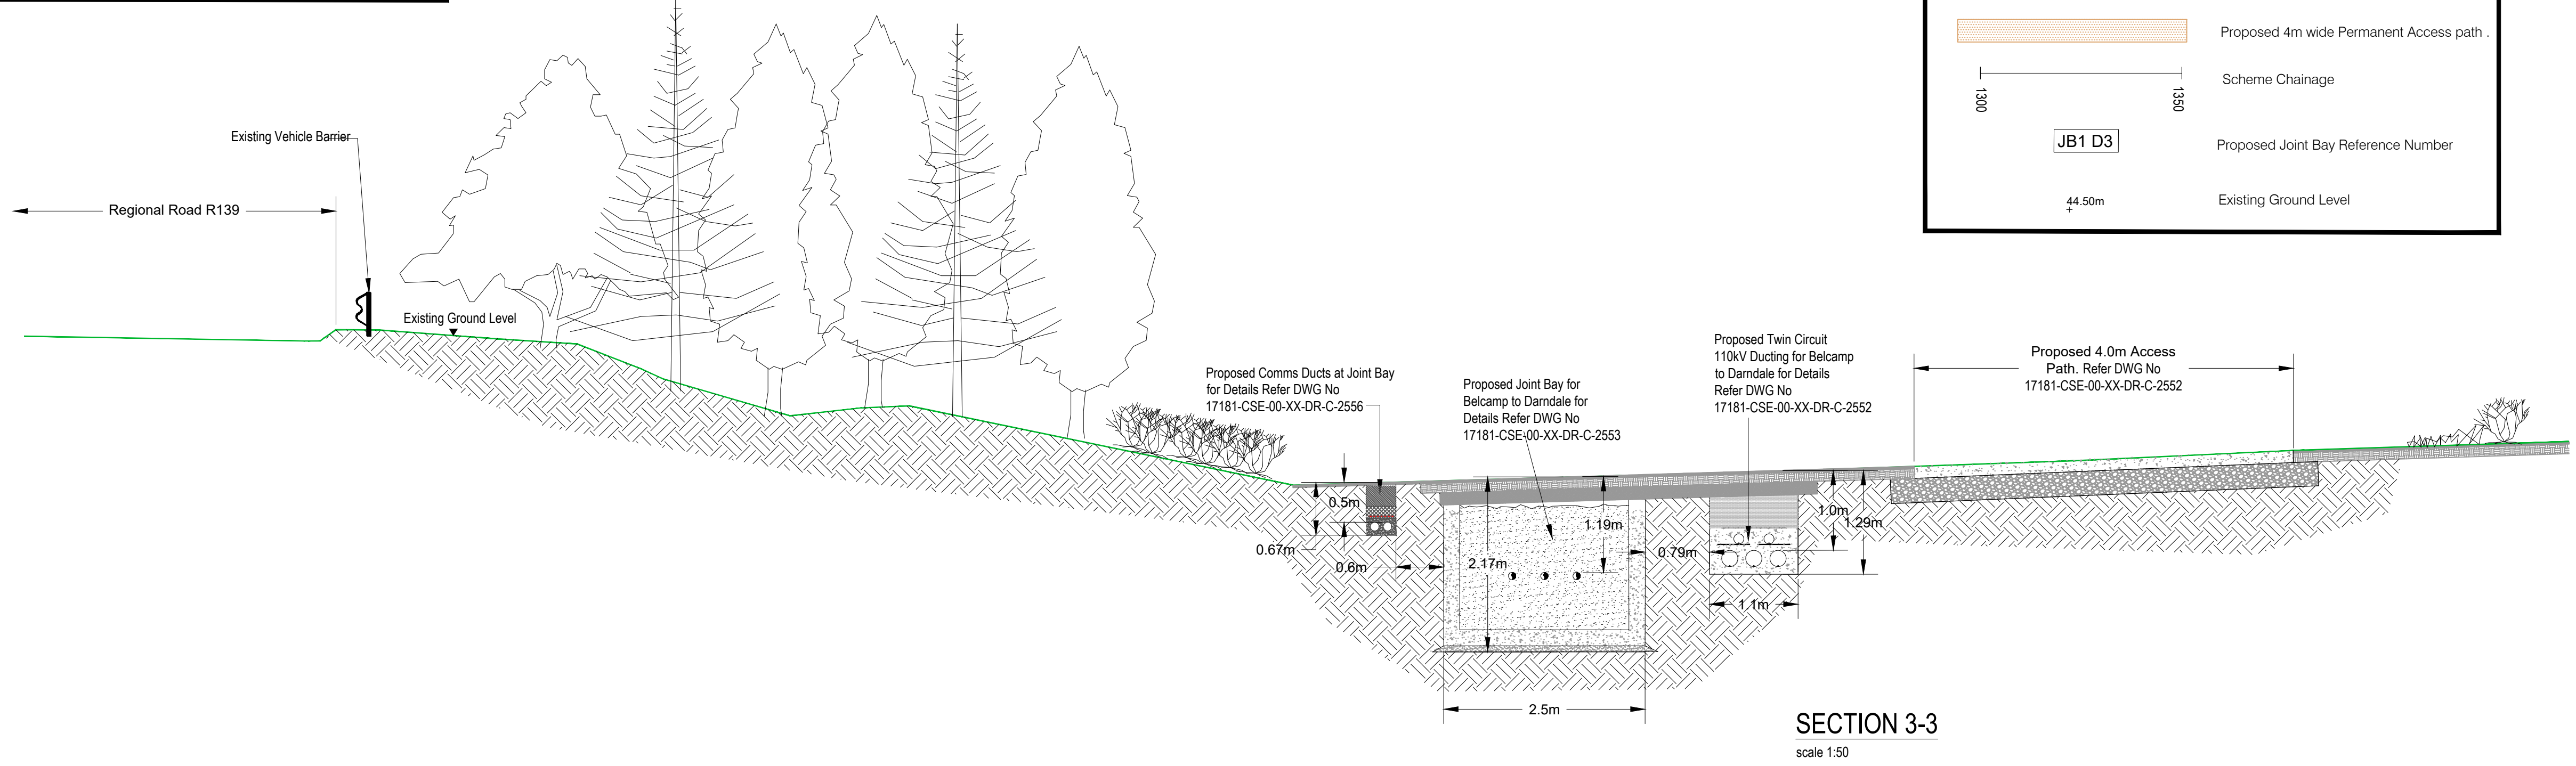 Proposed 4m wide Permanent Access path .
1300
1350
Scheme Chainage
JB1 D3
Proposed Joint Bay Reference Number
44.50m
Existing Ground Level
Existing Vehicle Barrier
Regional Road R139
Existing Ground Level
Proposed Comms Ducts at Joint Bay
for Details Refer DWG No
17181-CSE-00-XX-DR-C-2556
Proposed Joint Bay for
Belcamp to Darndale for
Details Refer DWG No
17181-CSE-00-XX-DR-C-2553
Proposed Twin Circuit
110kV Ducting for Belcamp
to Darndale for Details
Refer DWG No
17181-CSE-00-XX-DR-C-2552
Proposed 4.0m Access
Path. Refer DWG No
17181-CSE-00-XX-DR-C-2552
0.5m
0.67m
0.6m
2.17m
1.19m
0.79m
1.0m
1.29m
1.1m
2.5m
SECTION 3-3
scale 1:50